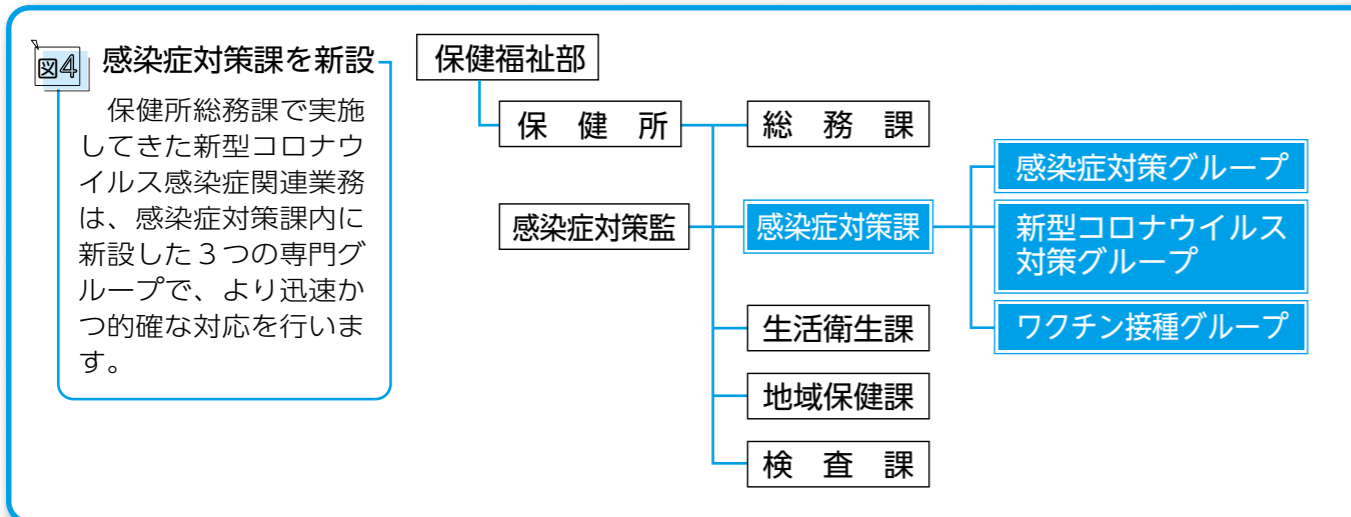 図4 感染症対策課を新設
　保健所総務課で実施
してきた新型コロナウ
イルス感染症関連業務
は、感染症対策課内に
新設した３つの専門グ
ループで、より迅速か
つ的確な対応を行いま
す。
保健福祉部
保　健　所
感染症対策監
総　務　課
感染症対策課
生活衛生課
地域保健課
検　査　課
感染症対策グループ
新型コロナウイルス
対策グループ
ワクチン接種グループ